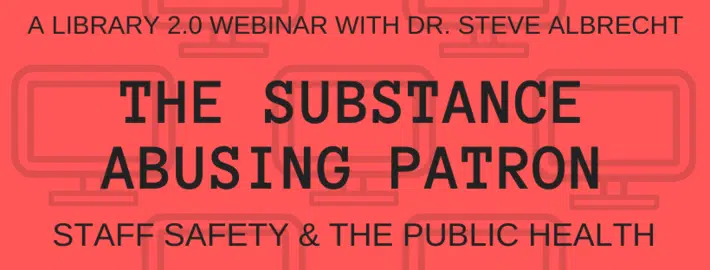 A LIBRARY 2.0 WEBINAR WITH DR. STEVE ALBRECHT
THE SUBSTANCE
ABUSING PATRON
STAFF SAFETY & THE PUBLIC HEALTH